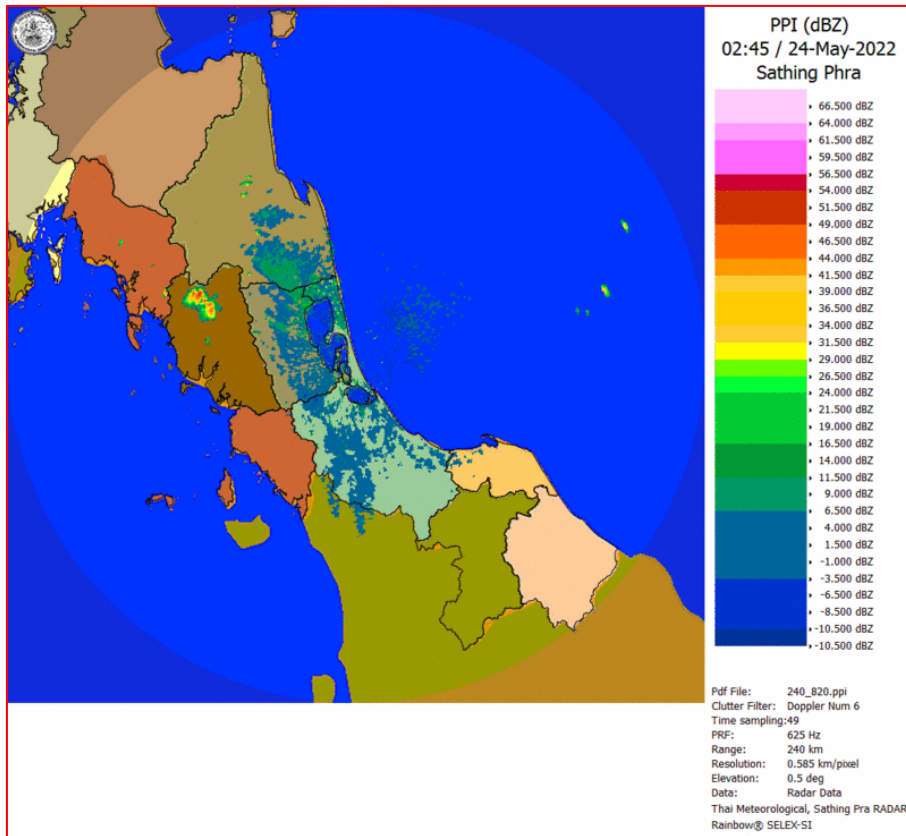 PPI (dBZ)
02:45 / 24-May-2022
Sathing Phra
66.500 dBZ
64.000 dBZ
61.500 dBZ
59.500 dBZ
56.500 dBZ
54.000 dBZ
51.500 dBZ
49.000 dBZ
46.500 dBZ
44.000 dBZ
41.500 dBZ
39.000 dBZ
36.500 dBZ
34.000 dBZ
31.500 dBZ
29.000 dBZ
26.500 dBZ
24.000 dBZ
21.500 dBZ
19.000 dBZ
16.500 dBZ
14.000 dBZ
11.500 dBZ
9.000 dBZ
6.500 dBZ
4.000 dBZ
1.500 dBZ
-1.000 dBZ
-3.500 dBZ
-6.500 dBZ
-8.500 dBZ
-10.500 dBZ
-10.500 dBZ
Pdf File: 240_820.ppi
Clutter Filter: Doppler Num 6
Time sampling:49
PRF: 625 Hz
Range: 240 km
Resolution: 0.585 km/pixel
Elevation: 0.5 deg
Data: Radar Data
Thai Meteorological, Sathing Pra RADAR
Rainbow® SELEX-SI